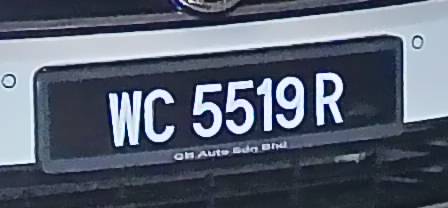 WC 5519 R
GH Auto Sdn Bhd